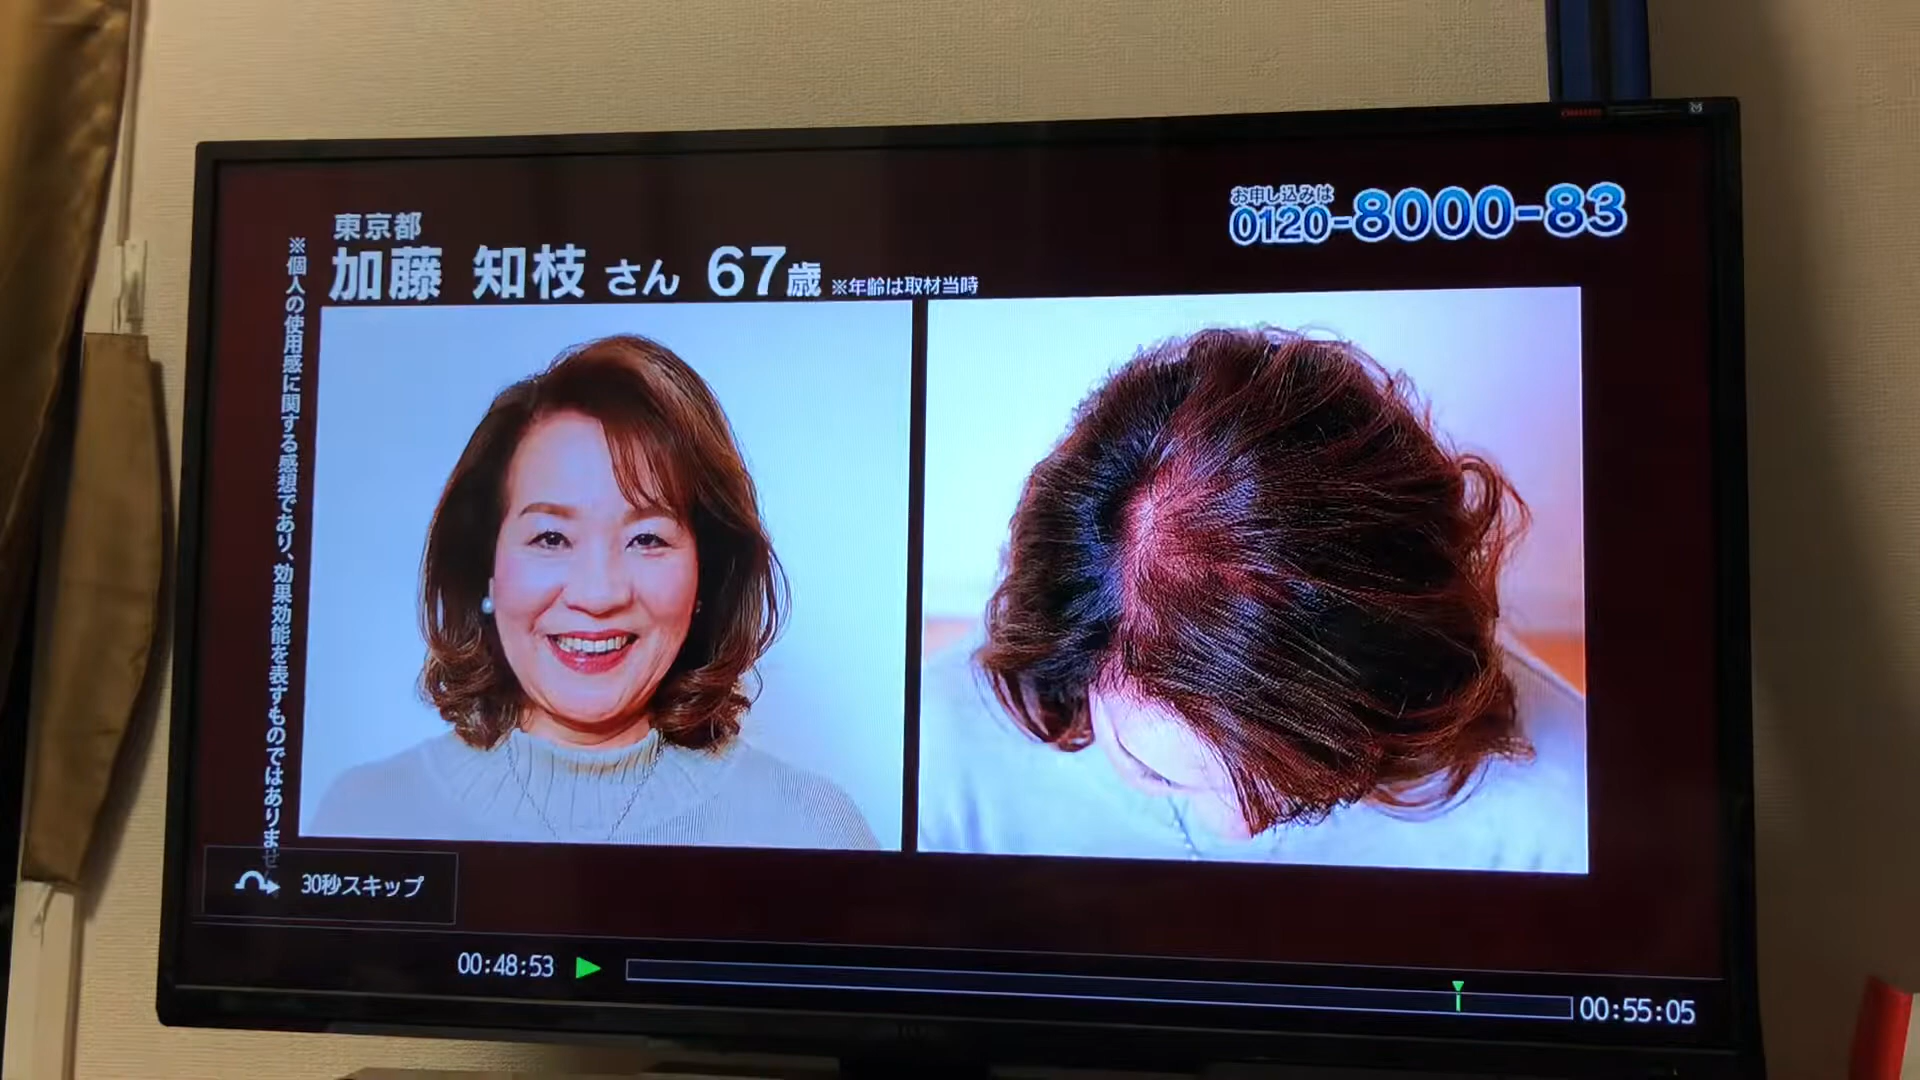 お申し込みは
0120-8000-83
東京都
加藤 知枝 さん 67歳 ※年齢は取材当時
※個人の使用感に関する感想であり、効果効能を表すものではありませ
30秒スキップ
00:48:53
00:55:05